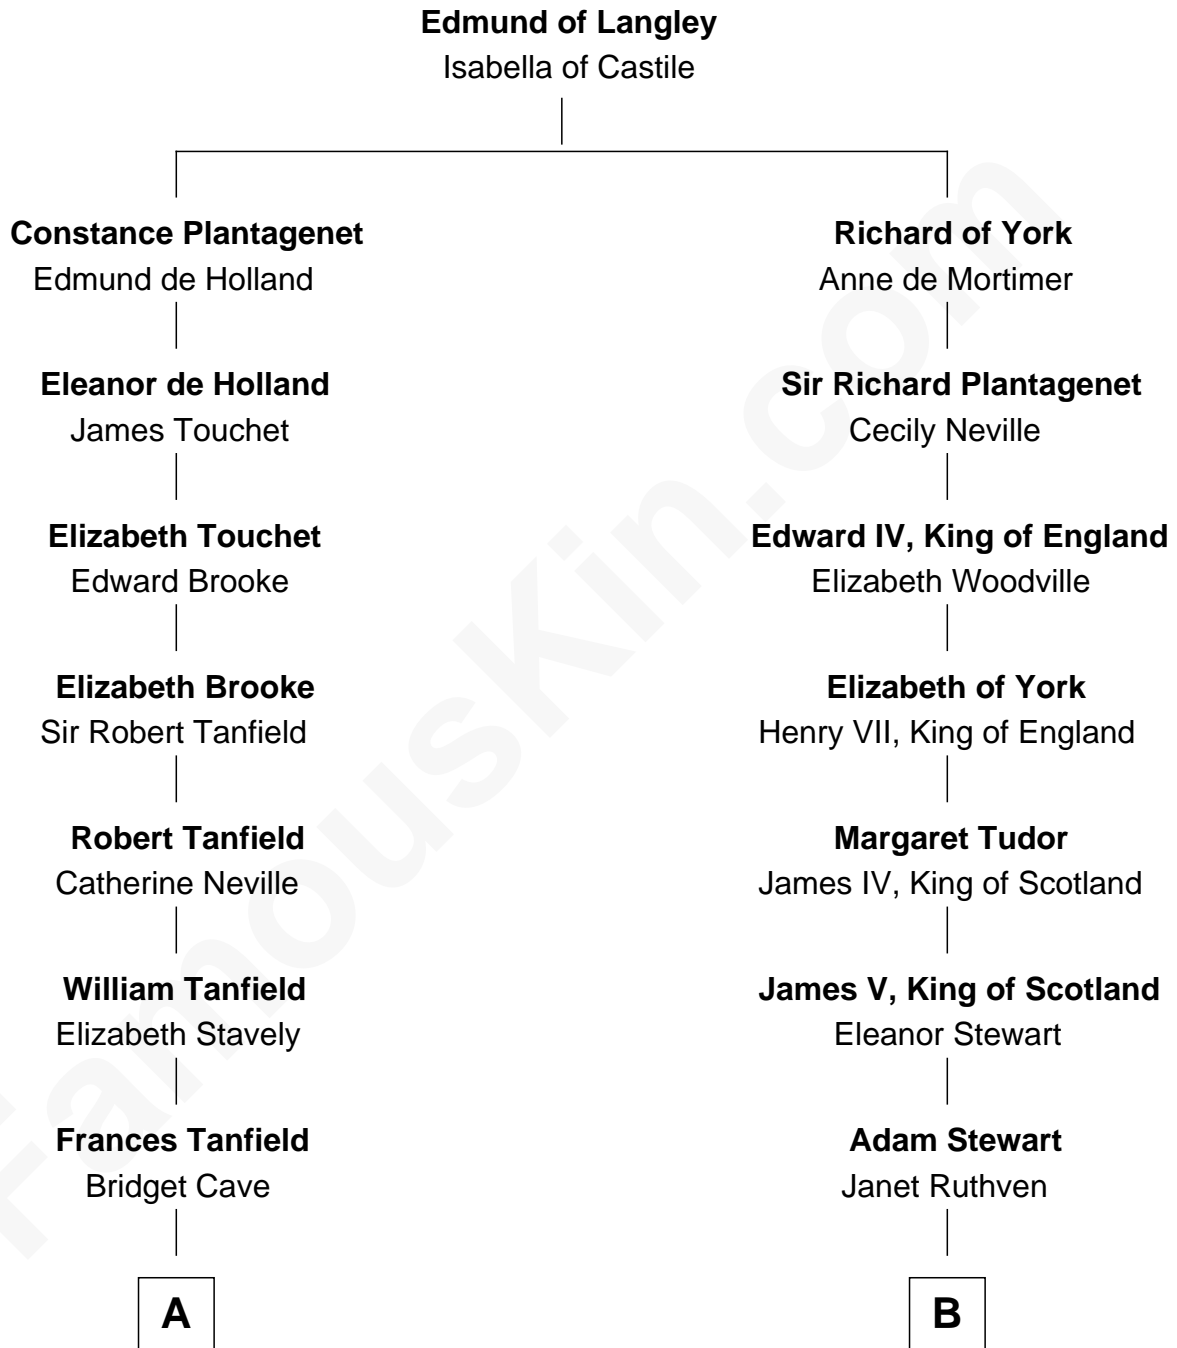 Edmund of Langley
Isabella of Castile
Constance Plantagenet
Edmund de Holland
Eleanor de Holland
James Touchet
Elizabeth Touchet
Edward Brooke
Elizabeth Brooke
Sir Robert Tanfield
Robert Tanfield
Catherine Neville
William Tanfield
Elizabeth Stavely
Frances Tanfield
Bridget Cave
A
Richard of York
Anne de Mortimer
Sir Richard Plantagenet
Cecily Neville
Edward IV, King of England
Elizabeth Woodville
Elizabeth of York
Henry VII, King of England
Margaret Tudor
James IV, King of Scotland
James V, King of Scotland
Eleanor Stewart
Adam Stewart
Janet Ruthven
B
FamousKin.com